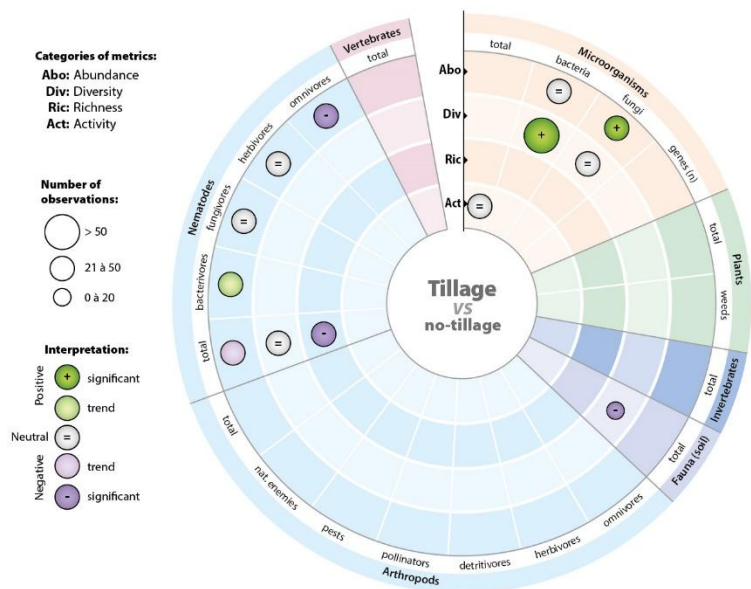 Categories of metrics:
Abo: Abundance
Div: Diversity
Ric: Richness
Act: Activity
Number of
observations:
> 50
21 à 50
0 à 20
Interpretation:
Positive
+ significant
trend
Neutral
=
Negative
trend
- significant
Vertebrates
total
Microorganisms
total
bacteria
fungi
genes (n)
Plants
total
weeds
Invertebrates
total
Fauna (soil)
total
Arthropods
omnivores
herbivores
detritivores
pollinators
pests
nat. enemies
total
Nematodes
total
bacterivores
fungivores
herbivores
omnivores
Abo
Div
Ric
Act
=
+
+
=
=
-
-
=
=
=
-
Tillage
VS
no-tillage